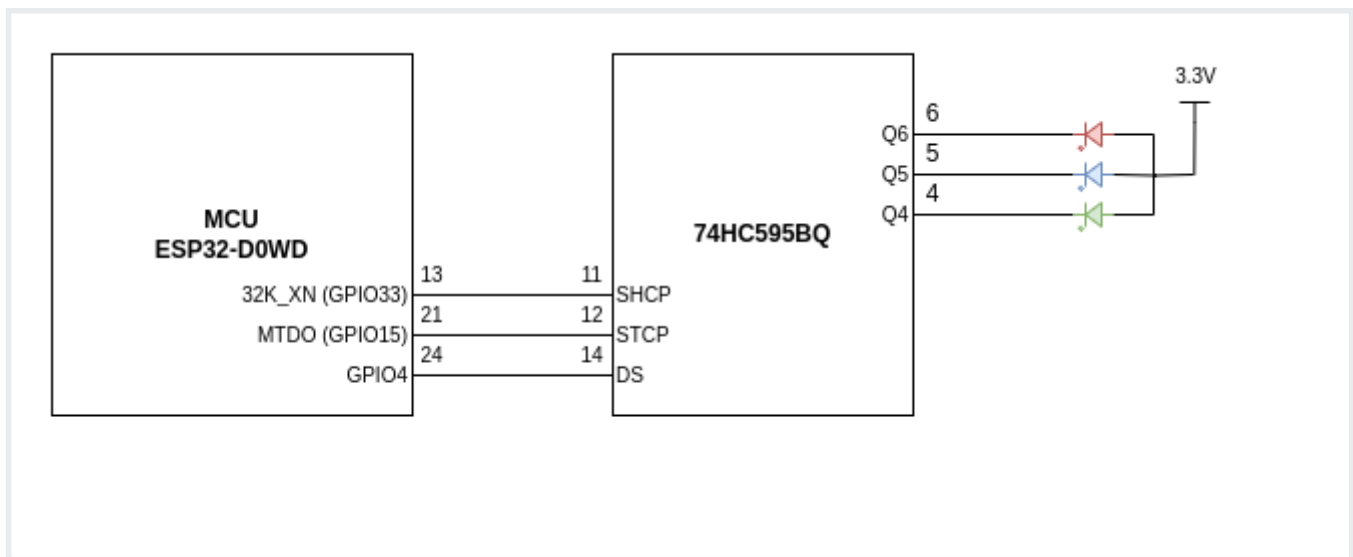 3.3V
6
Q6
5
Q5
4
Q4
MCU
ESP32-D0WD
74HC595BQ
13
11
32K_XN (GPIO33)
SHCP
21
12
MTDO (GPIO15)
STCP
24
14
GPIO4
DS